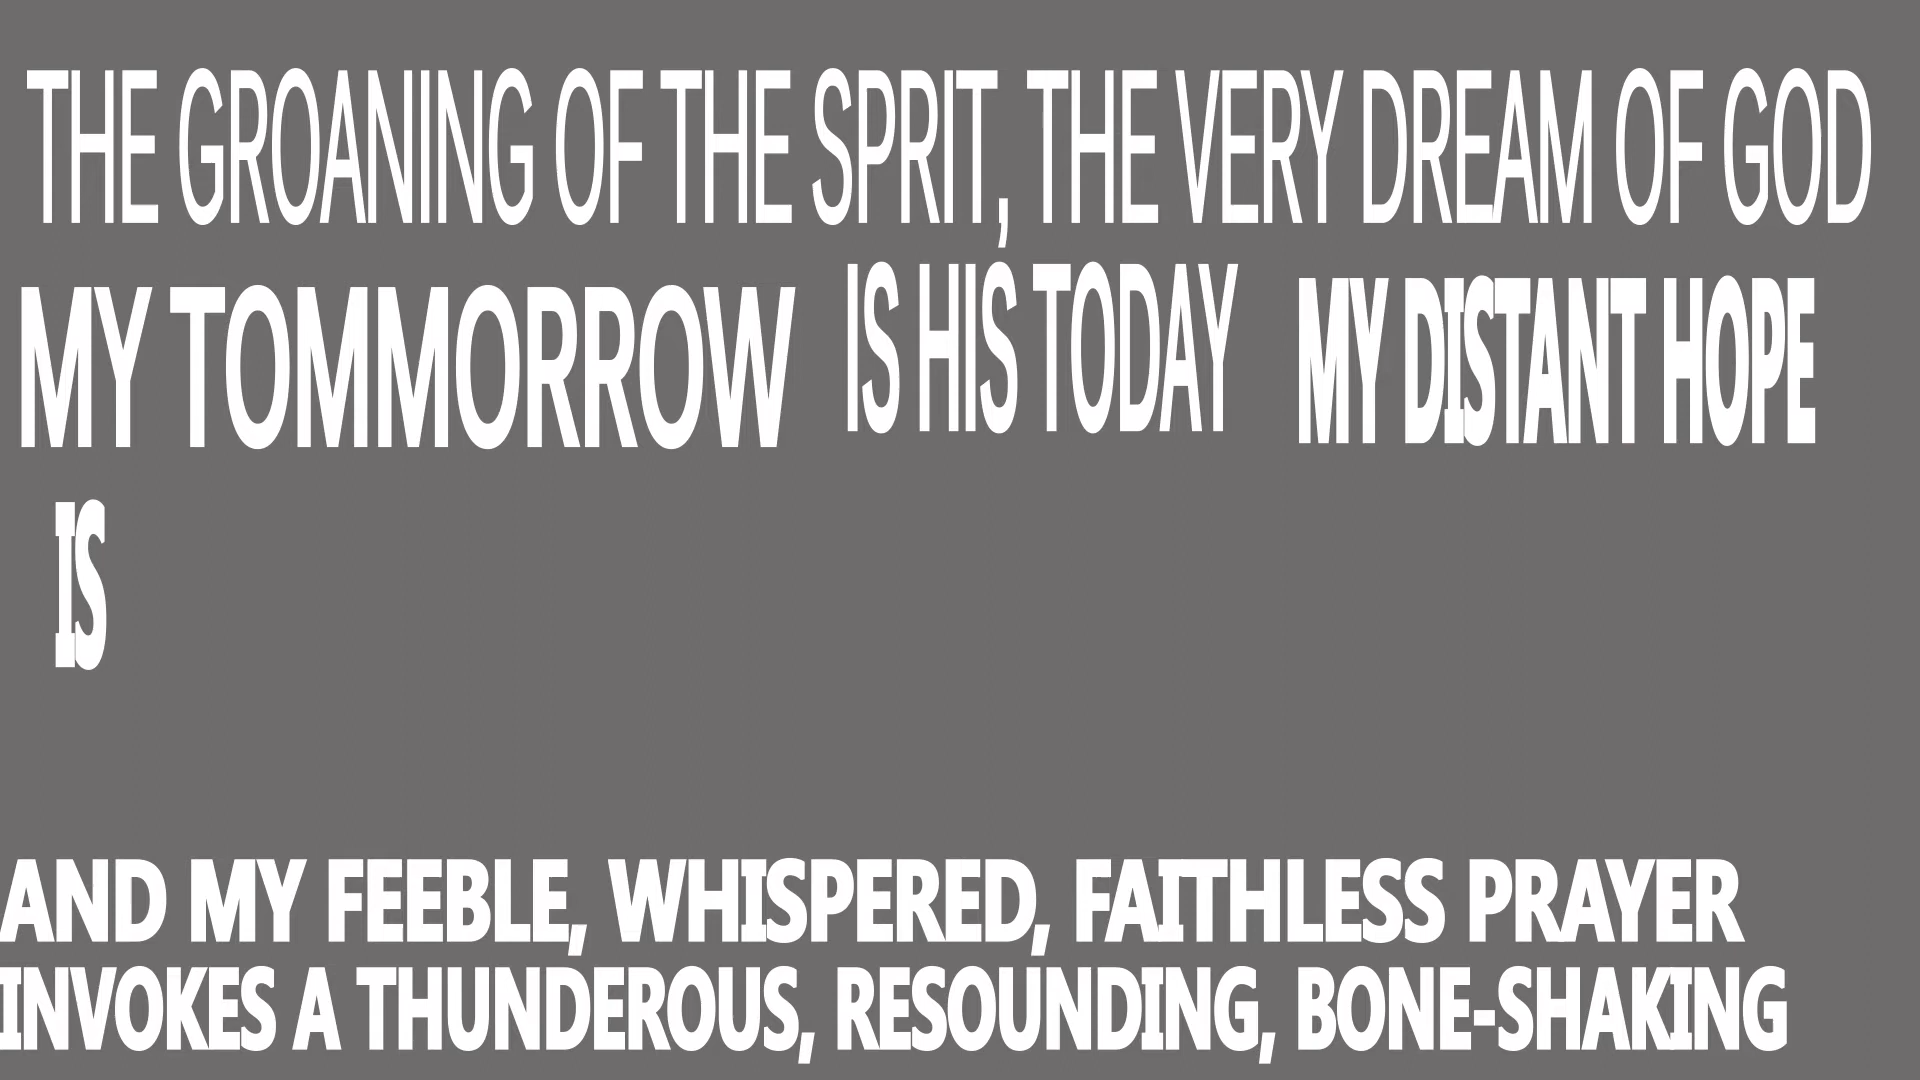 THE GROANING OF THE SPRIT, THE VERY DREAM OF GOD
MY TOMMORROW IS HIS TODAY MY DISTANT HOPE
IS
AND MY FEEBLE, WHISPERED, FAITHLESS PRAYER
INVOKES A THUNDEROUS, RESOUNDING, BONE-SHAKING